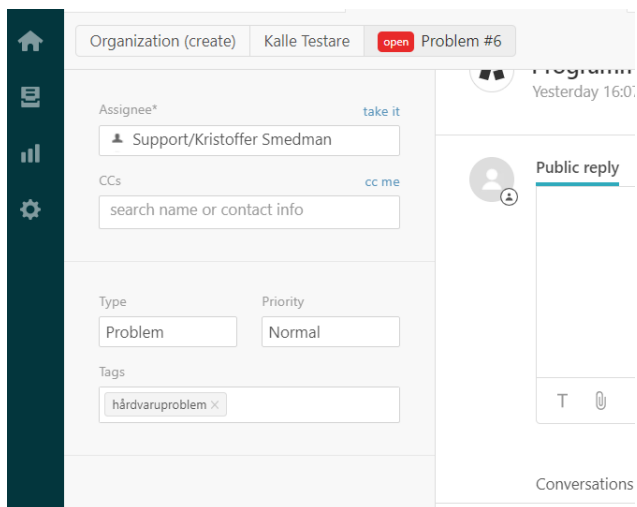 Organization (create) Kalle Testare open Problem #6
Yesterday 16:07
Assignee* take it
Support/Kristoffer Smedman
CCs cc me
search name or contact info
Public reply
Type Priority
Problem Normal
Tags
hårdvaruproblem ×
T
Conversations